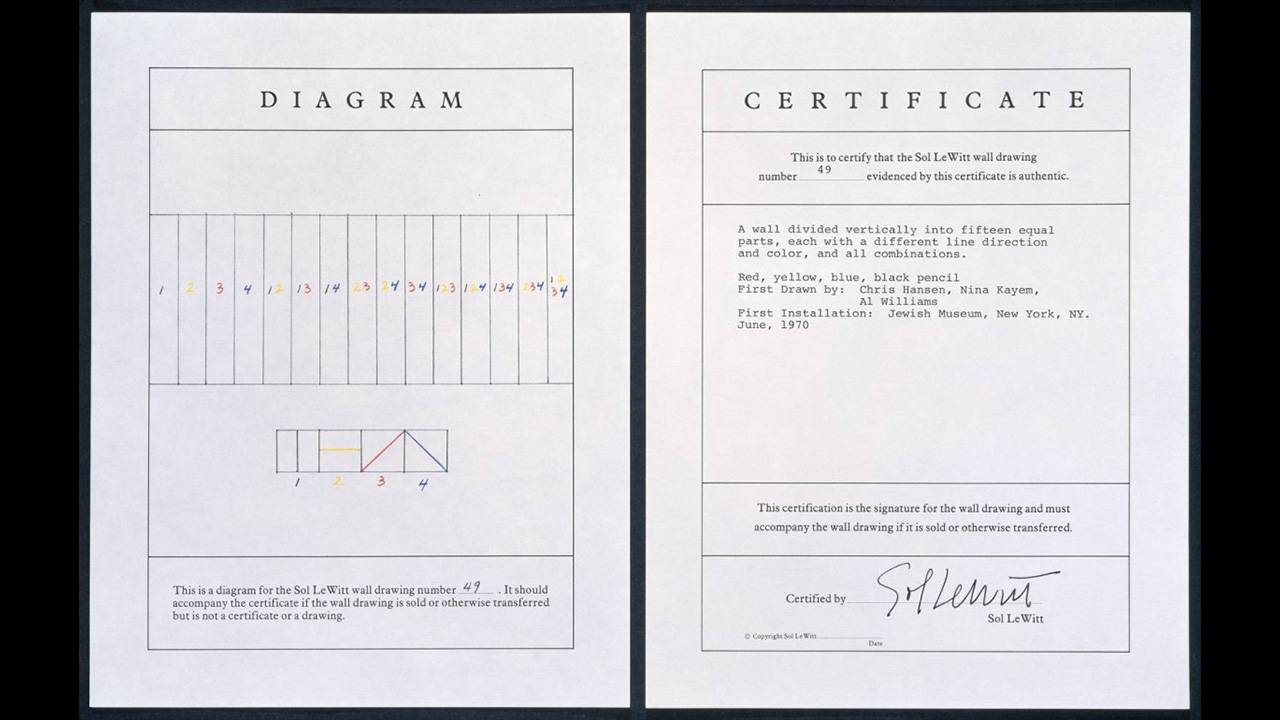 DIAGRAM
1 2 3 4 12 13 14 23 24 34 123 124 134 234 12
34
1 2 3 4
This is a diagram for the Sol LeWitt wall drawing number 49 . It should
accompany the certificate if the wall drawing is sold or otherwise transferred
but is not a certificate or a drawing.
CERTIFICATE
This is to certify that the Sol LeWitt wall drawing
number 49 evidenced by this certificate is authentic.
A wall divided vertically into fifteen equal
parts, each with a different line direction
and color, and all combinations.
Red, yellow, blue, black pencil
First Drawn by: Chris Hansen, Nina Kayem,
Al Williams
First Installation: Jewish Museum, New York, NY.
June, 1970
This certification is the signature for the wall drawing and must
accompany the wall drawing if it is sold or otherwise transferred.
Certified by Sol LeWitt
Sol LeWitt
© Copyright Sol LeWitt
Date